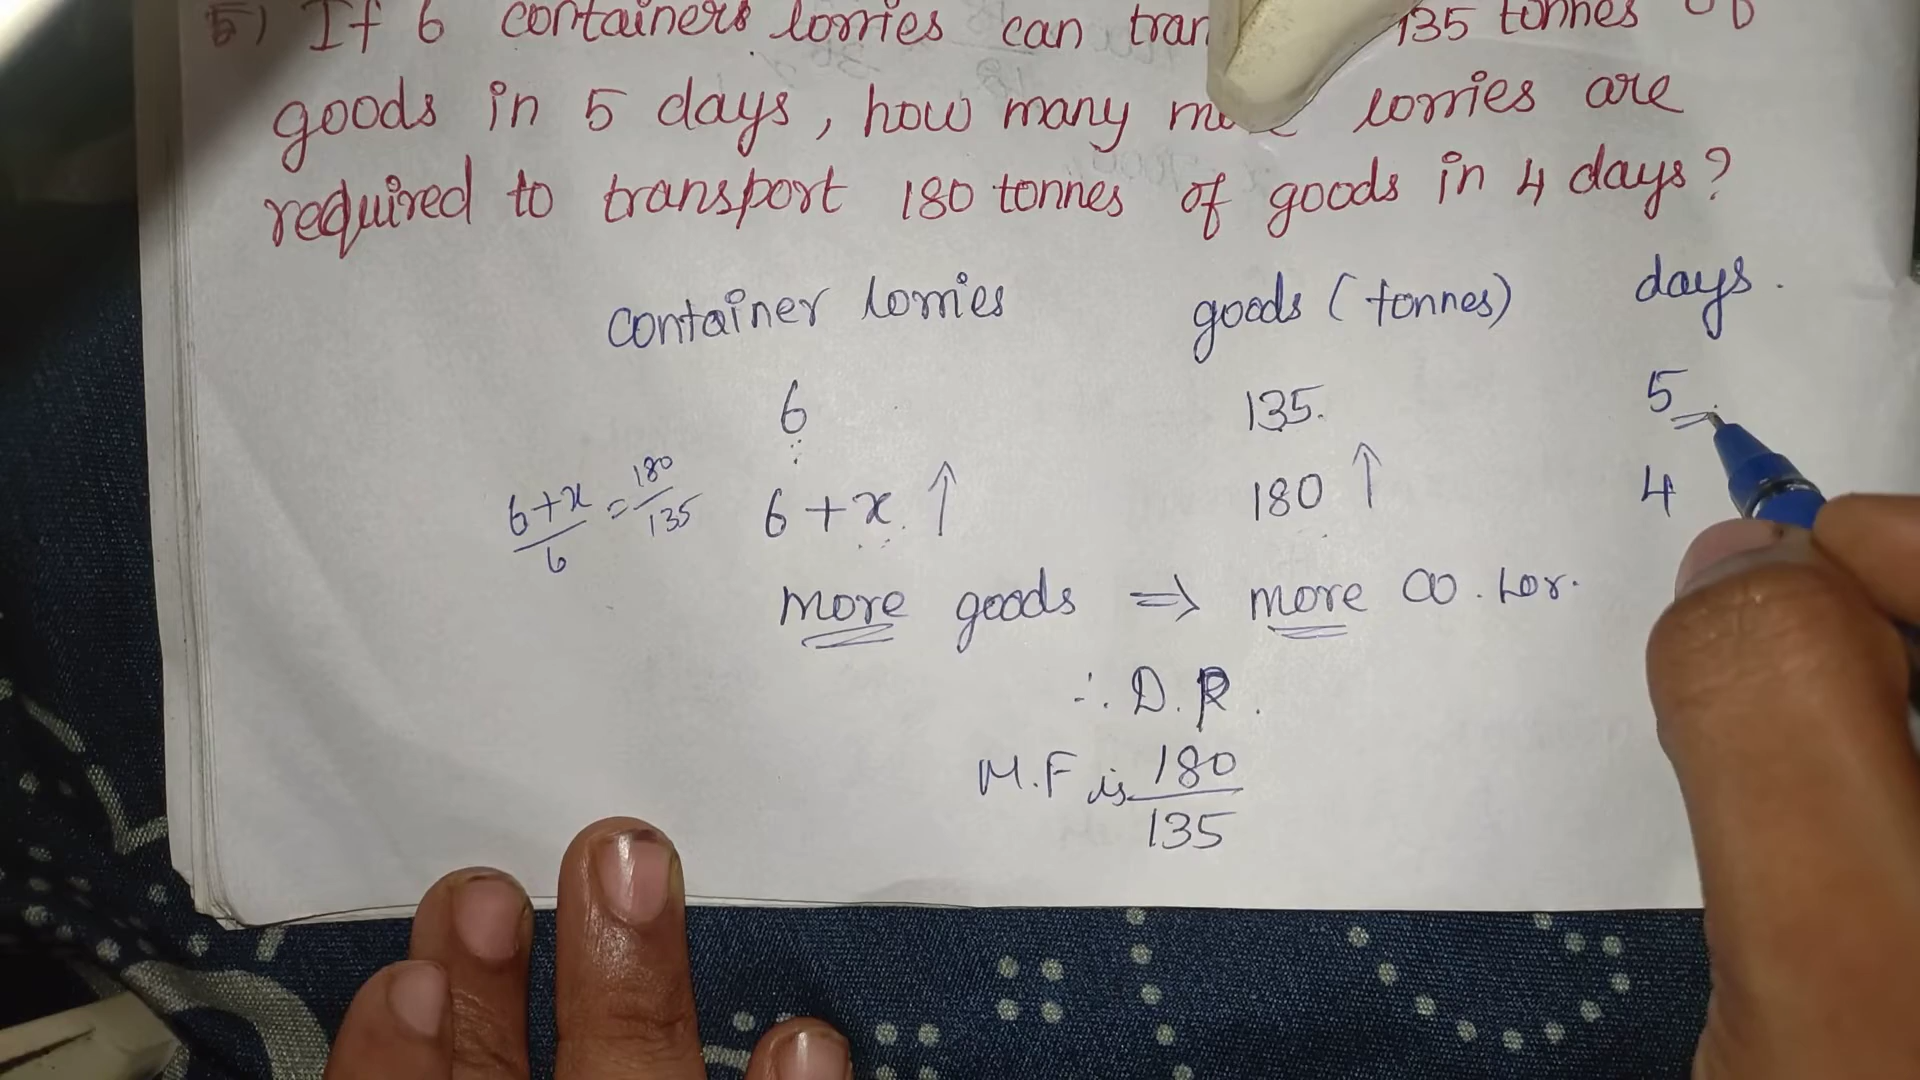 5) If 6 containers lorries can tran 135 tonnes of
goods in 5 days, how many lorries are
required to transport 180 tonnes of goods in 4 days?
container lorries goods (tonnes) days.
6 135. 5
6+x/6 = 180/135 6+x ↑ 180 ↑ 4
more goods ⇒ more co. Lor.
∴ D.P.
M.F is 180/135